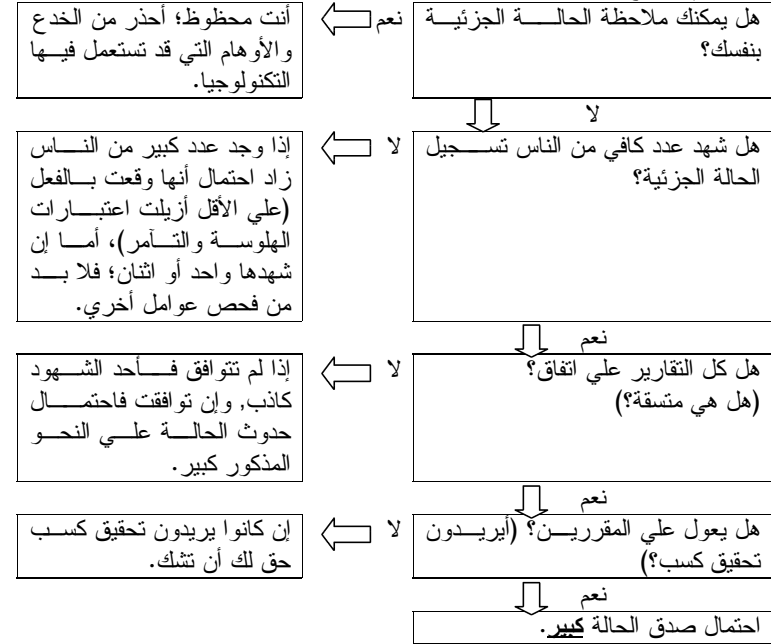 هل يمكنك ملاحظة الحالة الجزئية
بنفسك؟
نعم
أنت محظوظ؛ أحذر من الخدع
والأوهام التي قد تستعمل فيها
التكنولوجيا.
لا
هل شهد عدد كافي من الناس تسجيل
الحالة الجزئية؟
لا
إذا وجد عدد كبير من الناس
زاد احتمال أنها وقعت بالفعل
(علي الأقل أزيلت اعتبارات
الهلوسة والتآمر)، أما إن
شهدها واحد أو اثنان؛ فلا بد
من فحص عوامل أخري.
نعم
هل كل التقارير علي اتفاق؟
(هل هي متسقة؟)
لا
إذا لم تتوافق فأحد الشهود
كاذب, وإن توافقت فاحتمال
حدوث الحالة علي النحو
المذكور كبير.
نعم
هل يعول علي المقررين؟ (أيريدون
تحقيق كسب؟)
لا
إن كانوا يريدون تحقيق كسب
حق لك أن تشك.
نعم
احتمال صدق الحالة كبير.